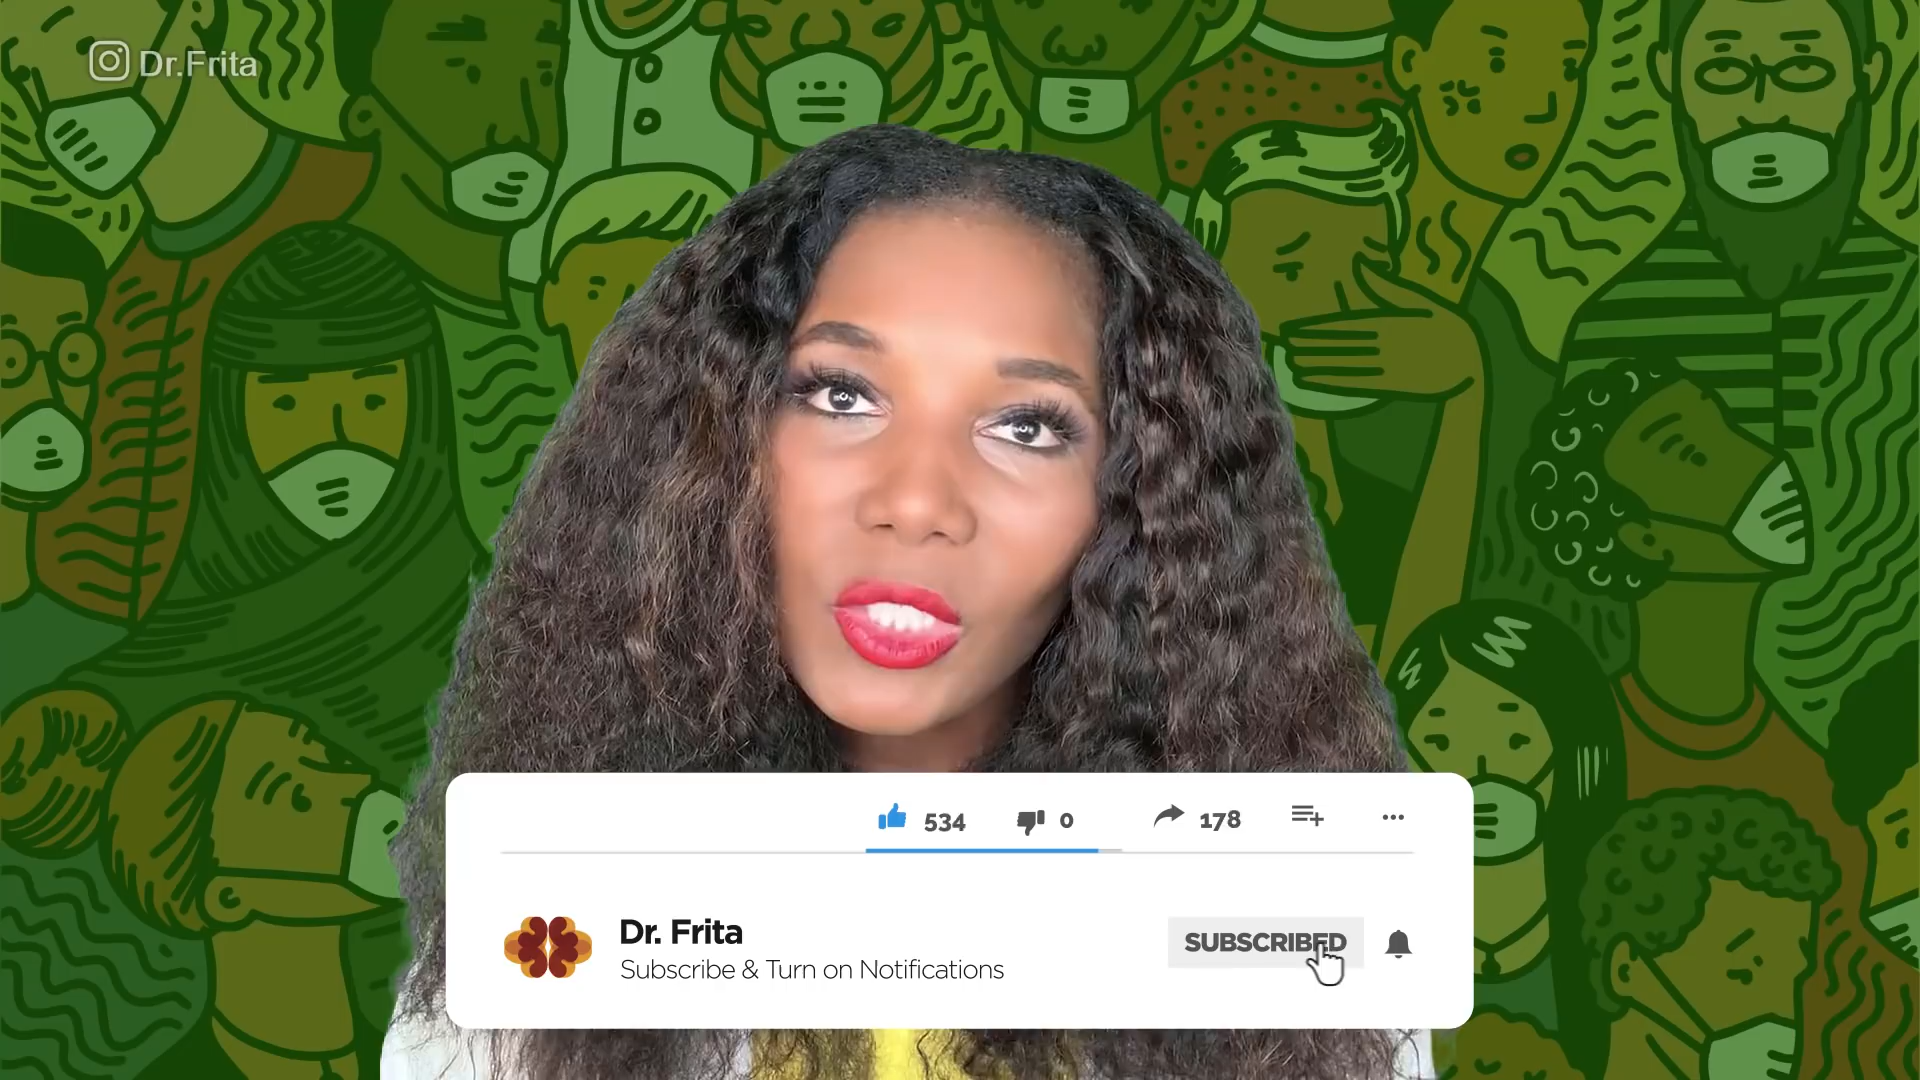 Dr.Frita
534 0 178
Dr. Frita
Subscribe & Turn on Notifications
SUBSCRIBED